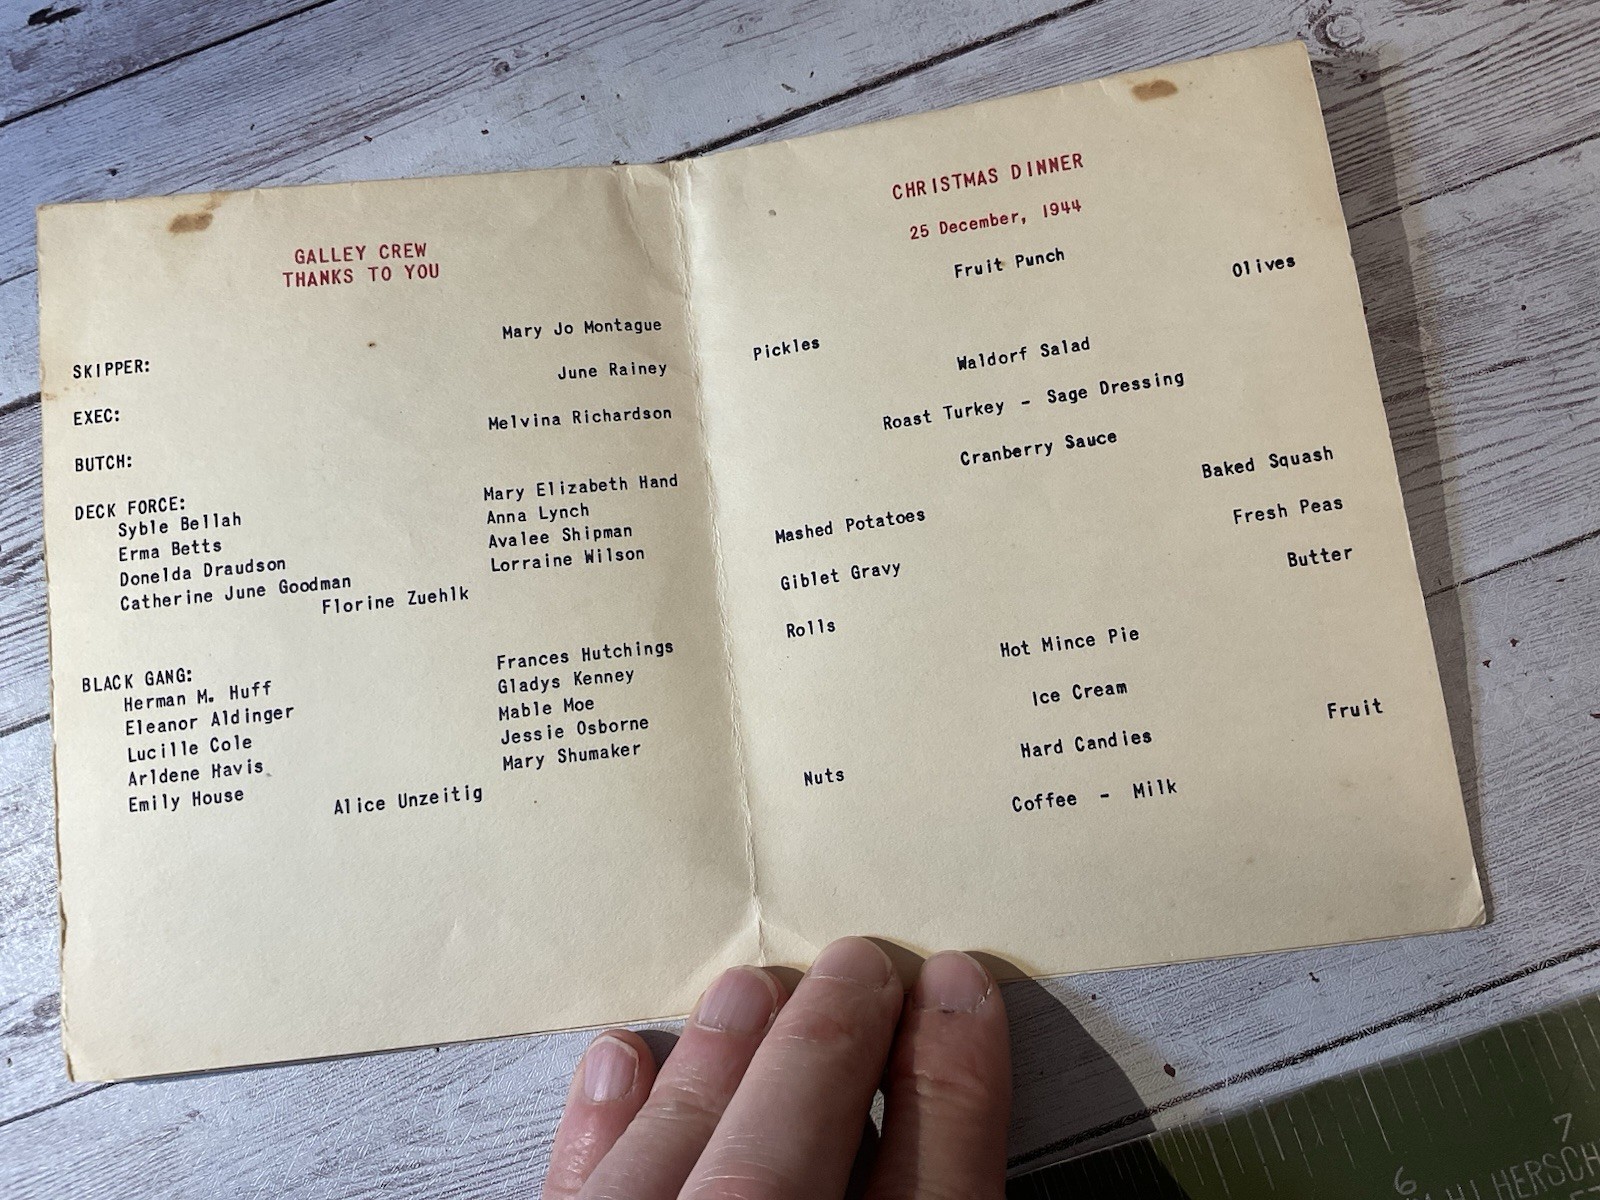 GALLEY CREW
THANKS TO YOU
SKIPPER: Mary Jo Montague
EXEC: June Rainey
BUTCH: Melvina Richardson
DECK FORCE:
Syble Bellah Mary Elizabeth Hand
Erma Betts Anna Lynch
Donelda Draudson Avalee Shipman
Catherine June Goodman Lorraine Wilson
Florine Zuehlk
BLACK GANG:
Herman M. Huff Frances Hutchings
Eleanor Aldinger Gladys Kenney
Lucille Cole Mable Moe
Arldene Havis Jessie Osborne
Emily House Mary Shumaker
Alice Unzeitig
CHRISTMAS DINNER
25 December, 1944
Fruit Punch
Pickles Olives
Waldorf Salad
Roast Turkey - Sage Dressing
Cranberry Sauce
Mashed Potatoes Baked Squash
Giblet Gravy Fresh Peas
Rolls Butter
Hot Mince Pie
Ice Cream
Nuts Hard Candies Fruit
Coffee - Milk
6 7